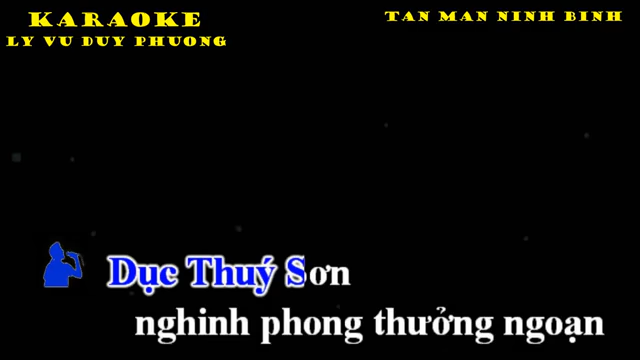 KARAOKE
LY VU DUY PHUONG
TAN MAN NINH BINH
Dục Thuý Sơn
nghinh phong thưởng ngoạn